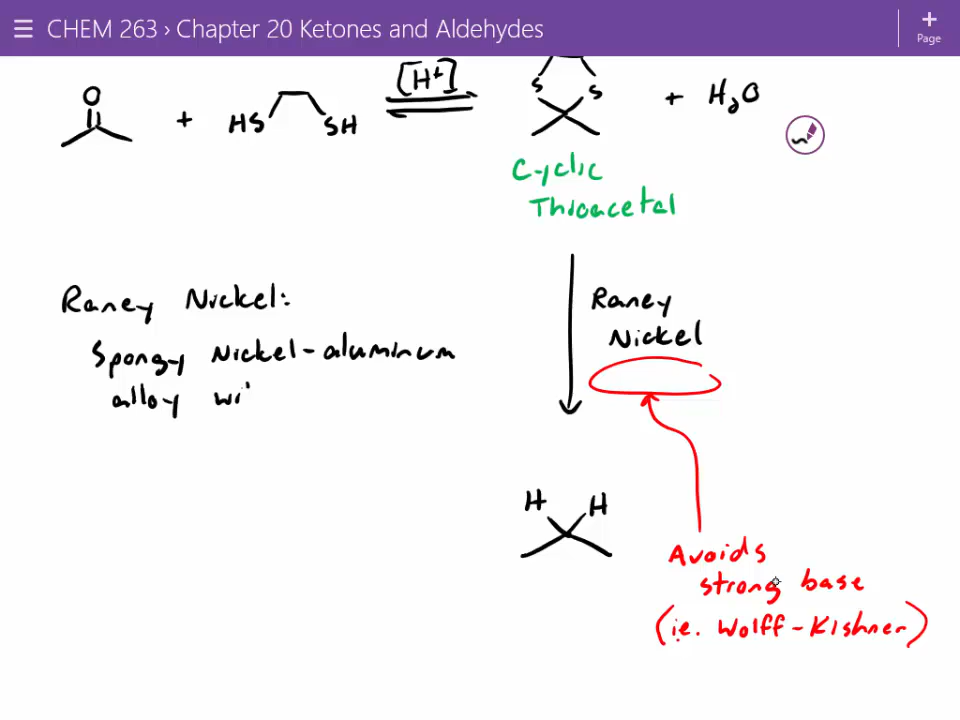 ☰ CHEM 263 › Chapter 20 Ketones and Aldehydes
+
Page
O
+ HS SH [H+] S S + H₂O
Cyclic
Thioacetal
Raney Nickel:
Spongy Nickel-aluminum
alloy wi
Raney
Nickel
H H
Avoids
strong base
(ie. Wolff-Kishner)